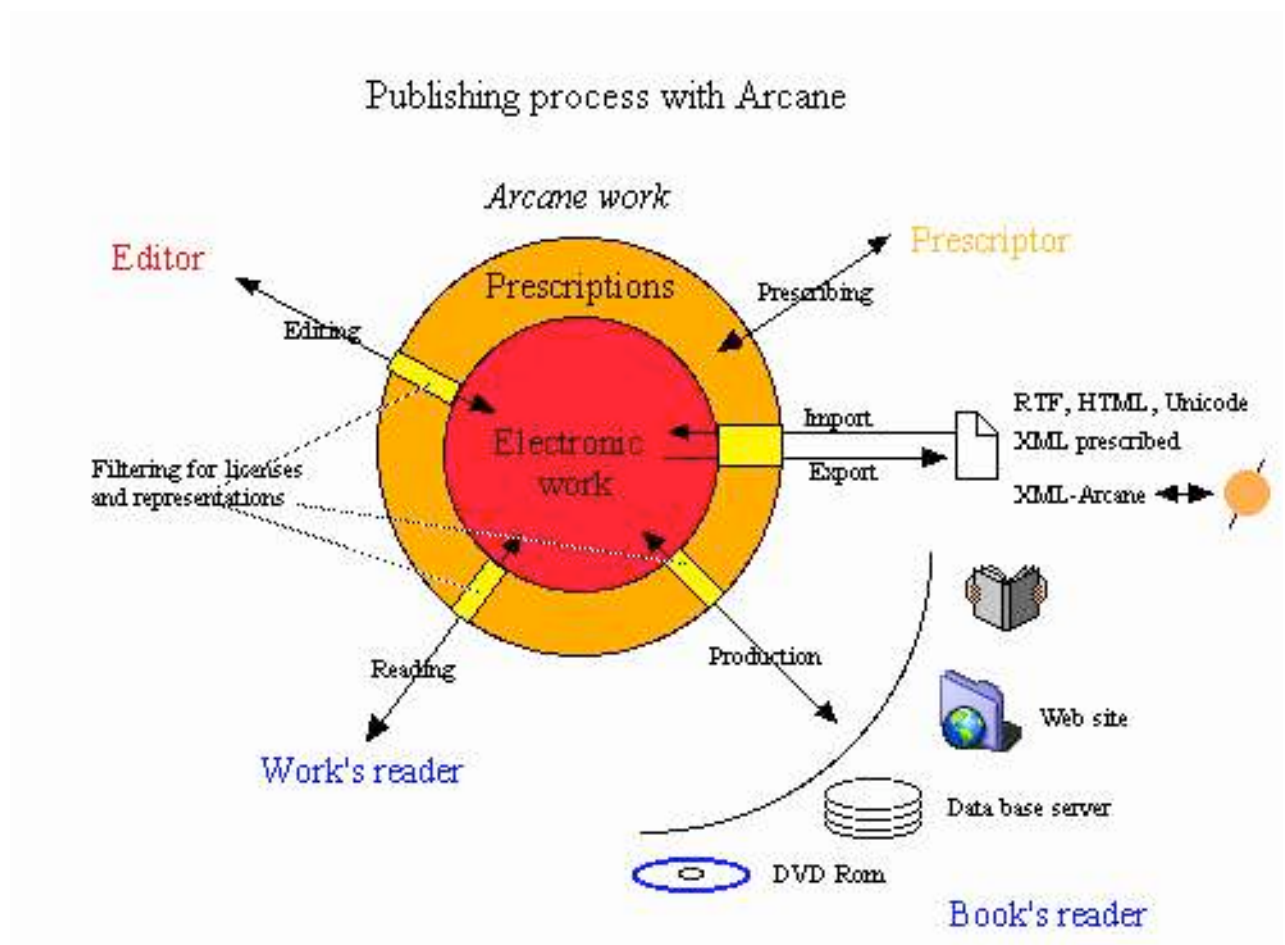 Publishing process with Arcane
Arcane work
Editor
Prescriptor
Prescriptions
Prescribing
Editing
RTF, HTML, Unicode
Import
XML prescribed
Electronic
work
Export
Filtering for licenses
and representations
XML-Arcane
Reading
Production
Web site
Work's reader
Data base server
DVD Rom
Book's reader